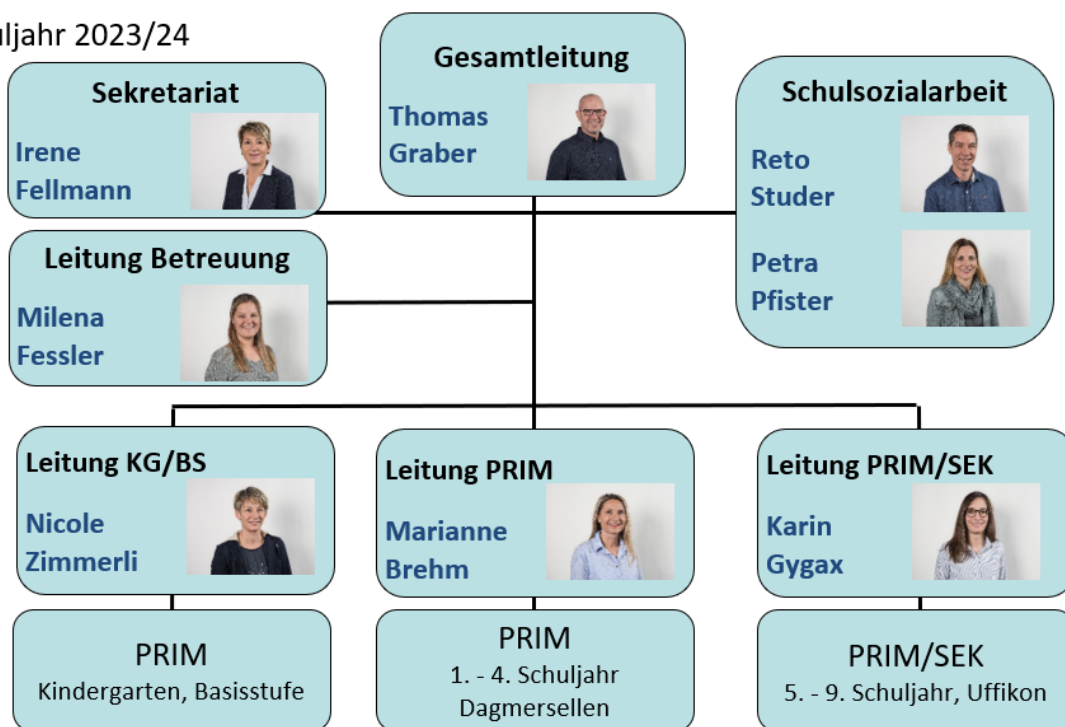 Schuljahr 2023/24
Gesamtleitung
Thomas
Graber
Sekretariat
Irene
Fellmann
Schulsozialarbeit
Reto
Studer
Petra
Pfister
Leitung Betreuung
Milena
Fessler
Leitung KG/BS
Nicole
Zimmerli
Leitung PRIM
Marianne
Brehm
Leitung PRIM/SEK
Karin
Gygax
PRIM
Kindergarten, Basisstufe
PRIM
1. - 4. Schuljahr
Dagmersellen
PRIM/SEK
5. - 9. Schuljahr, Uffikon